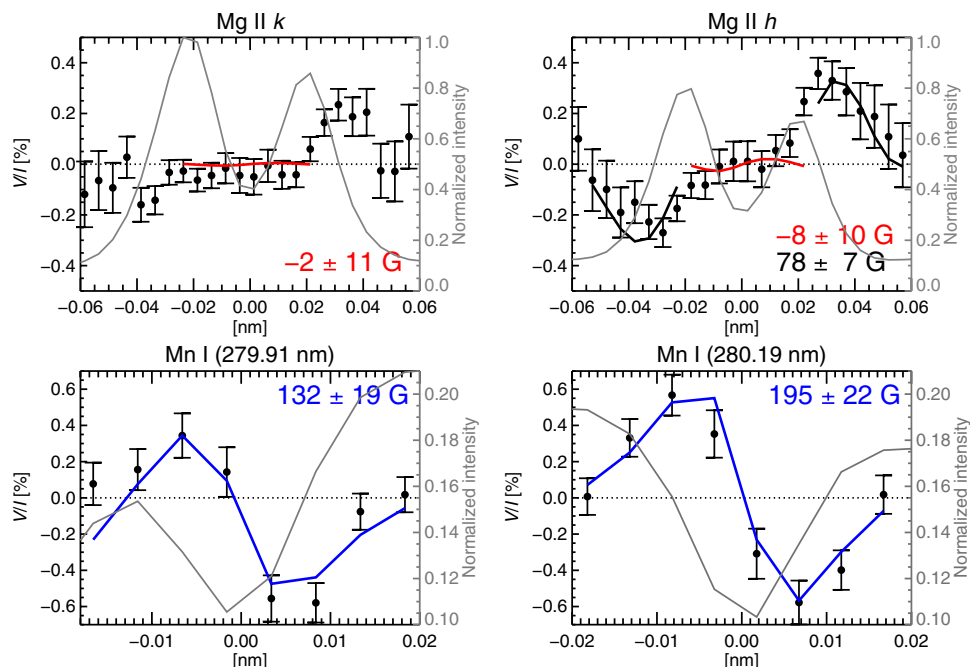 Mg II k
V/I [%]
0.4
0.2
0.0
−0.2
−0.4
1.0
0.8
0.6
0.4
0.2
0.0
Normalized intensity
−2 ± 11 G
−0.06 −0.04 −0.02 0.00 0.02 0.04 0.06
[nm]
Mg II h
V/I [%]
0.4
0.2
0.0
−0.2
−0.4
1.0
0.8
0.6
0.4
0.2
0.0
Normalized intensity
−8 ± 10 G
78 ± 7 G
−0.06 −0.04 −0.02 0.00 0.02 0.04 0.06
[nm]
Mn I (279.91 nm)
V/I [%]
0.6
0.4
0.2
0.0
−0.2
−0.4
−0.6
132 ± 19 G
0.20
0.18
0.16
0.14
0.12
0.10
Normalized intensity
−0.01 0.00 0.01 0.02
[nm]
Mn I (280.19 nm)
V/I [%]
0.6
0.4
0.2
0.0
−0.2
−0.4
−0.6
195 ± 22 G
0.20
0.18
0.16
0.14
0.12
0.10
Normalized intensity
−0.02 −0.01 0.00 0.01 0.02
[nm]